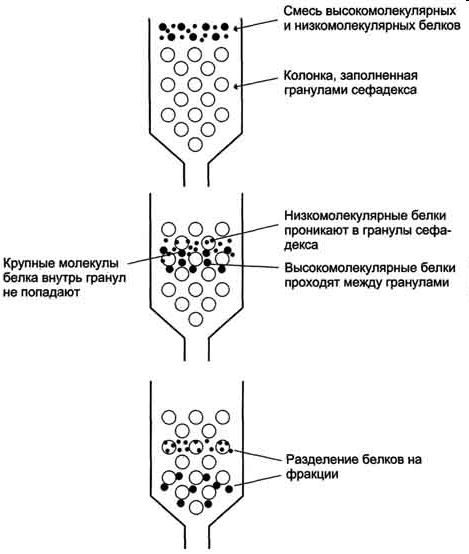 Смесь высокомолекулярных
и низкомолекулярных белков
Колонка, заполненная
гранулами сефадекса
Низкомолекулярные белки
проникают в гранулы сефа-
декса
Крупные молекулы
белка внутрь гранул
не попадают
Высокомолекулярные белки
проходят между гранулами
Разделение белков на
фракции